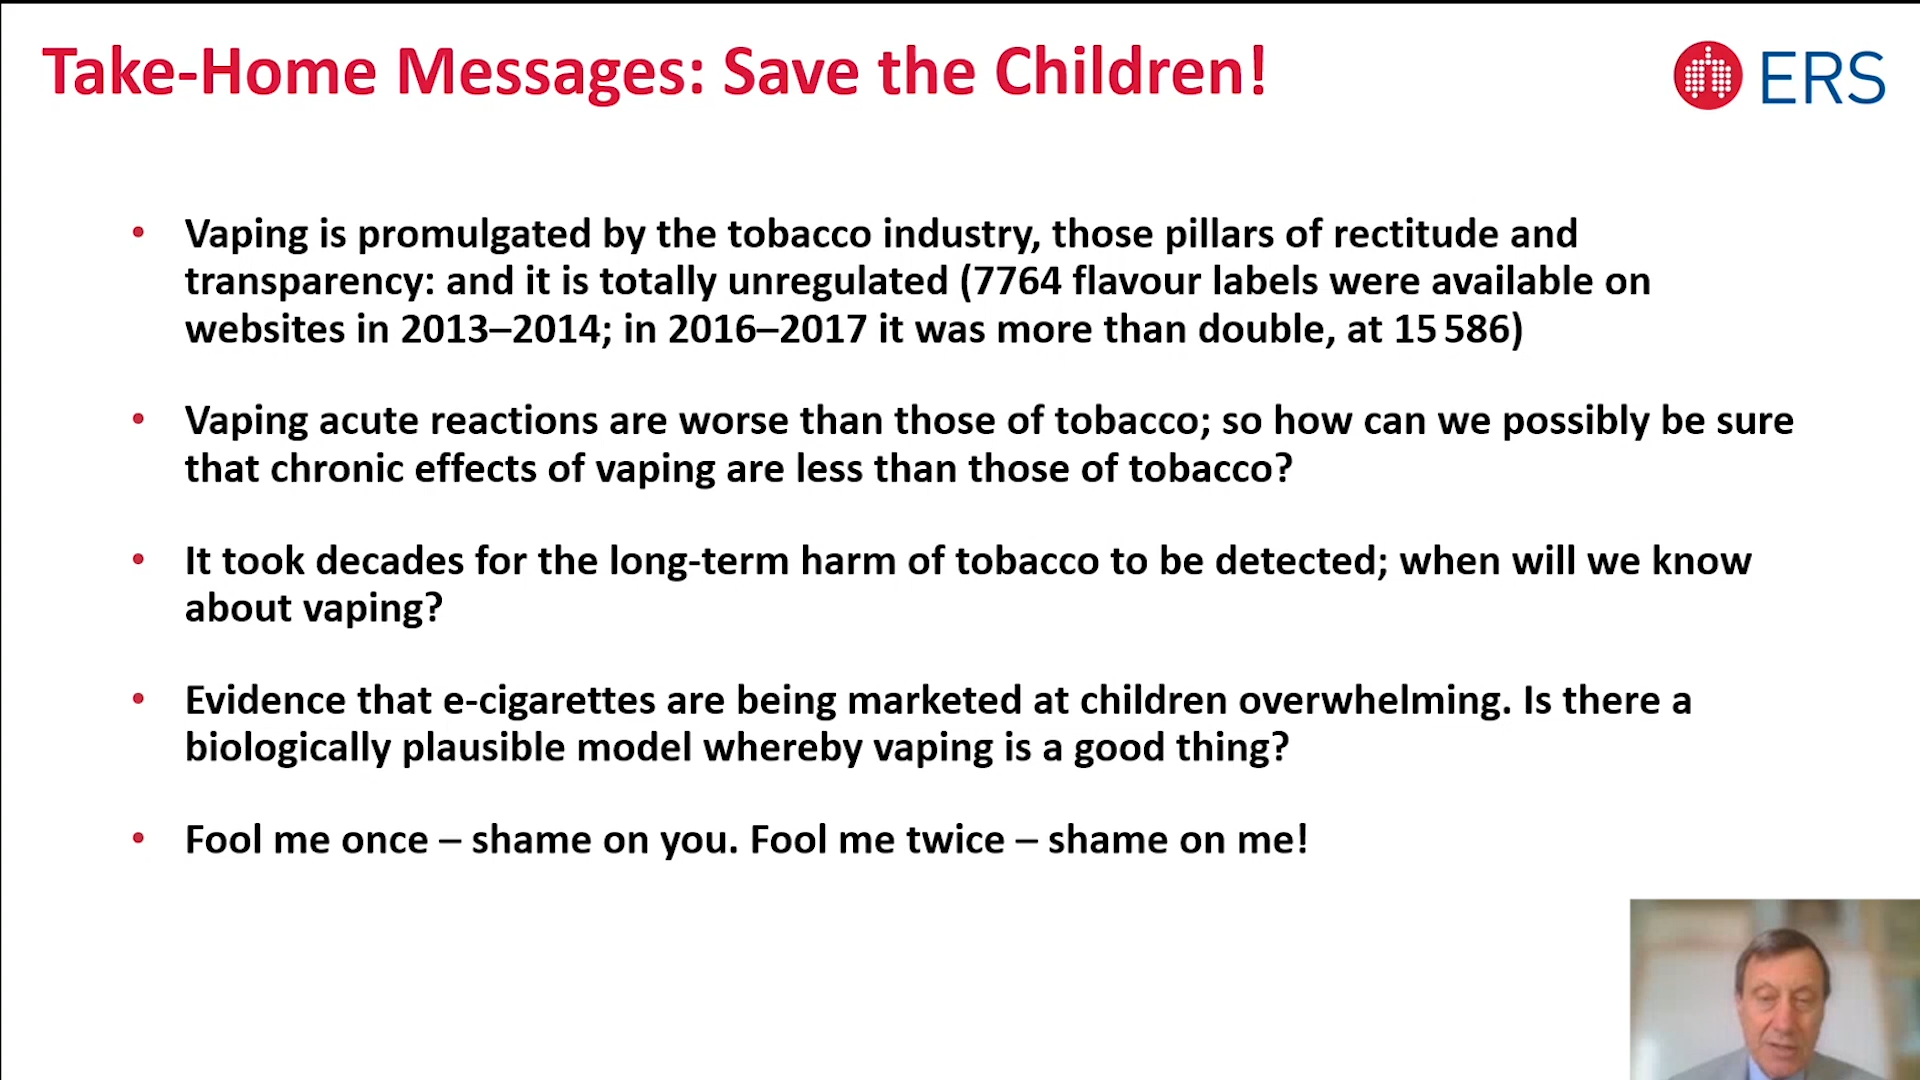 Take-Home Messages: Save the Children!
ERS
• Vaping is promulgated by the tobacco industry, those pillars of rectitude and
transparency: and it is totally unregulated (7764 flavour labels were available on
websites in 2013–2014; in 2016–2017 it was more than double, at 15 586)
• Vaping acute reactions are worse than those of tobacco; so how can we possibly be sure
that chronic effects of vaping are less than those of tobacco?
• It took decades for the long-term harm of tobacco to be detected; when will we know
about vaping?
• Evidence that e-cigarettes are being marketed at children overwhelming. Is there a
biologically plausible model whereby vaping is a good thing?
• Fool me once – shame on you. Fool me twice – shame on me!